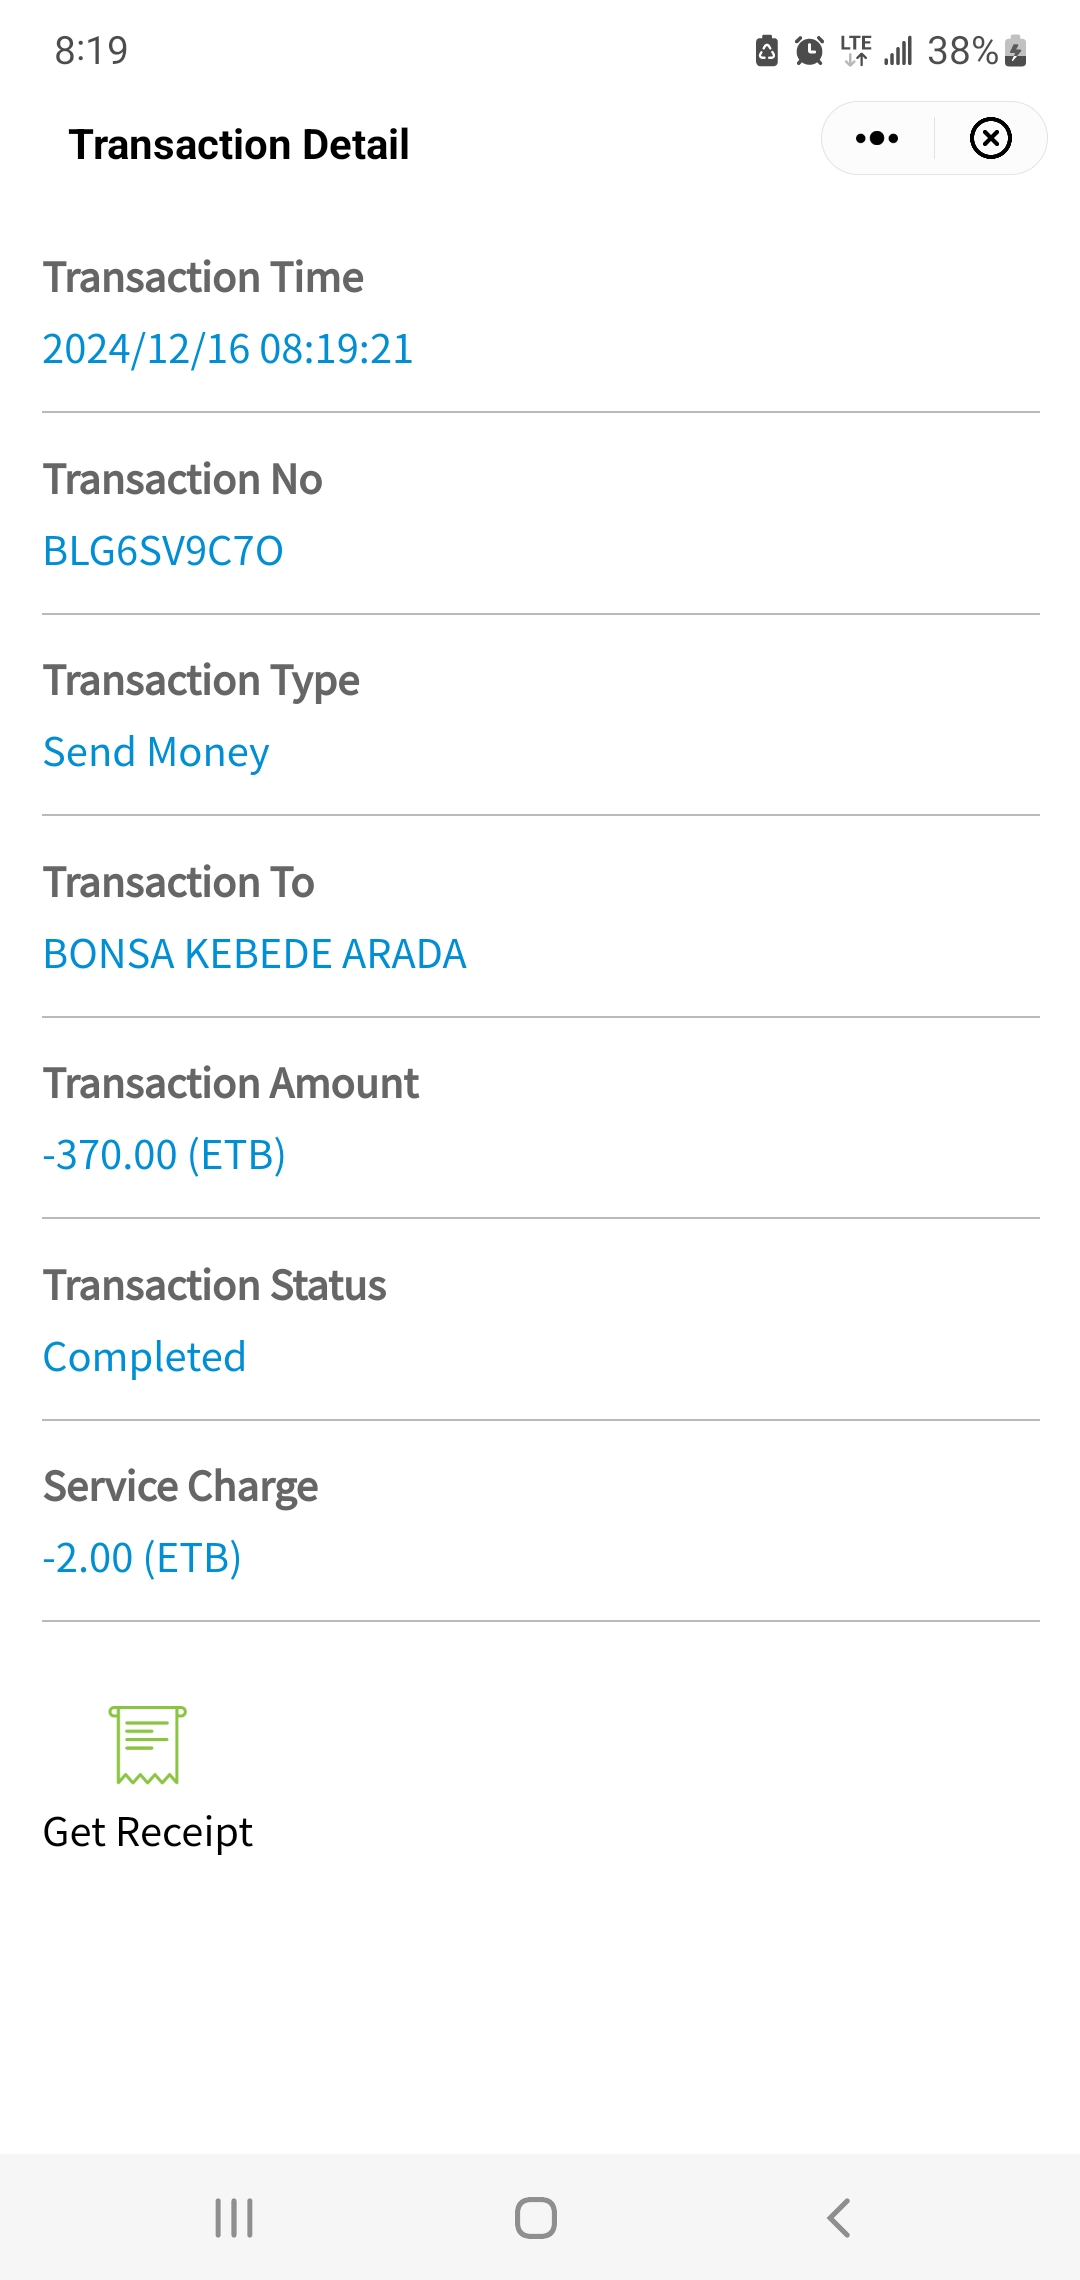 8:19
LTE 38%
Transaction Detail
Transaction Time
2024/12/16 08:19:21
Transaction No
BLG6SV9C7O
Transaction Type
Send Money
Transaction To
BONSA KEBEDE ARADA
Transaction Amount
-370.00 (ETB)
Transaction Status
Completed
Service Charge
-2.00 (ETB)
Get Receipt